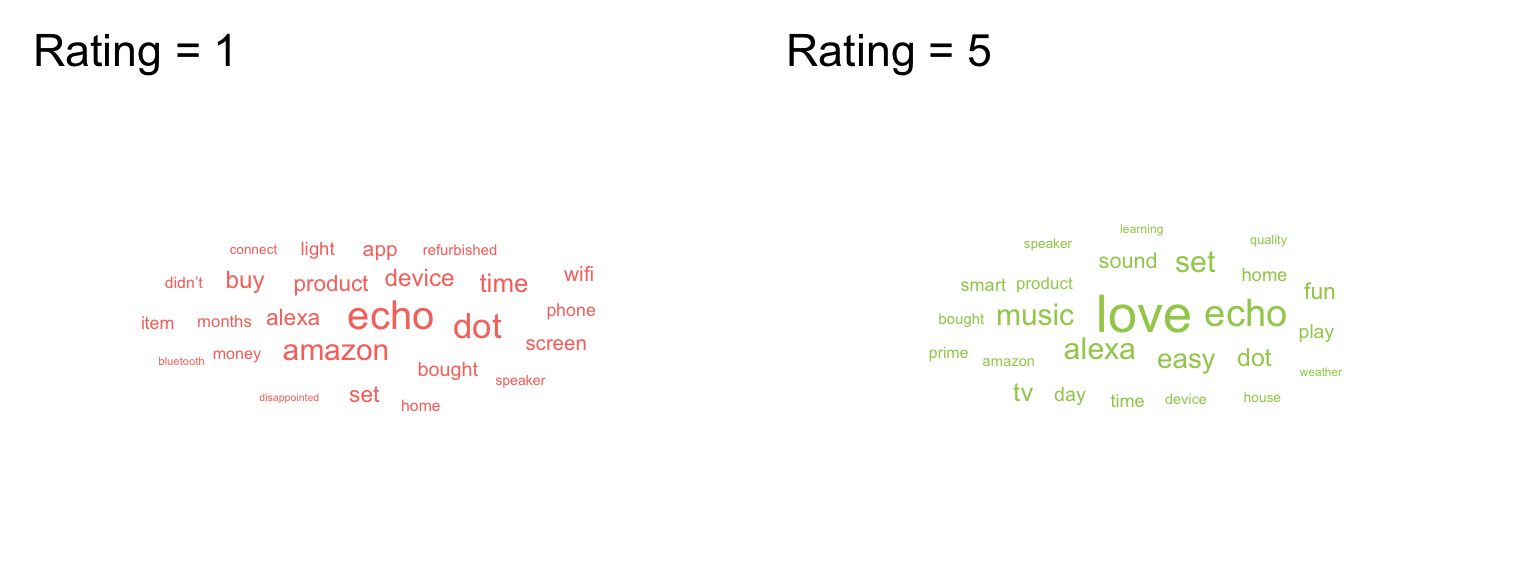 Rating = 1
connect light app refurbished
didn't buy product device time wifi
item months alexa echo dot phone
bluetooth money amazon screen
bought speaker
disappointed set home
Rating = 5
learning
speaker sound set quality
smart product home fun
bought music love echo play
prime amazon alexa easy dot weather
tv day time device house